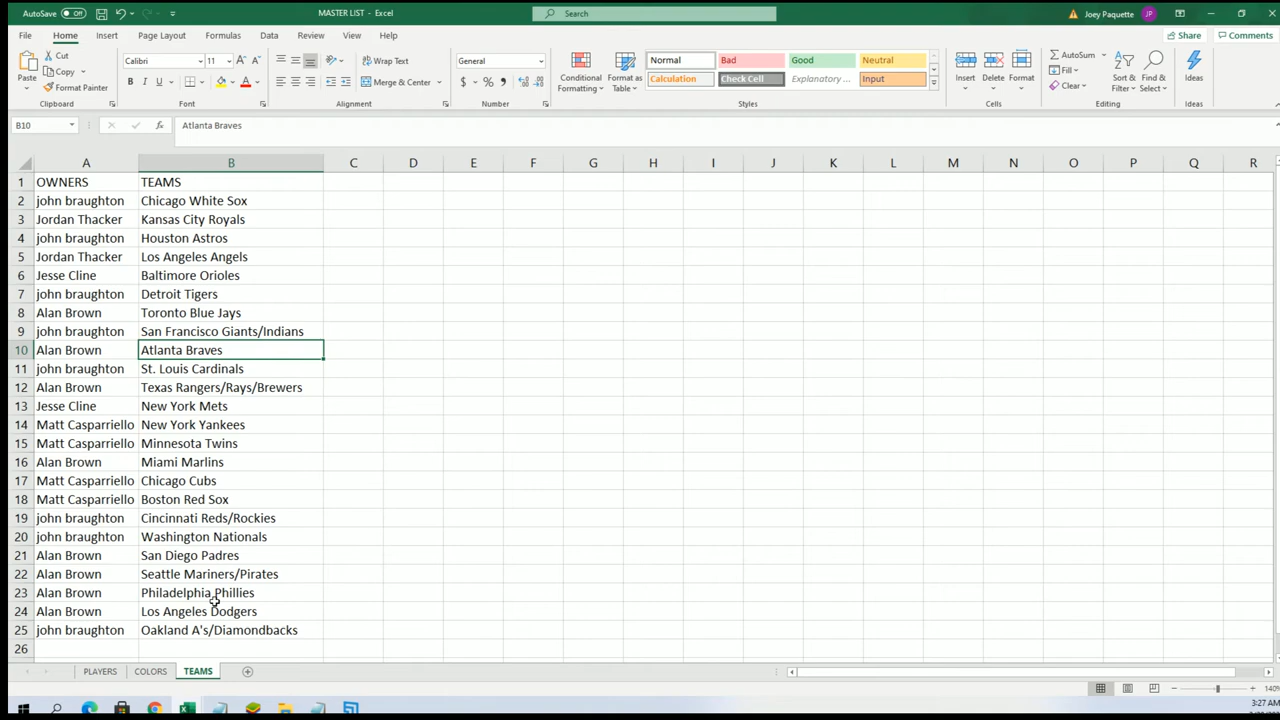 AutoSave Off MASTER LIST - Excel Search Joey Paquette JP
File Home Insert Page Layout Formulas Data Review View Help Share Comments
Paste Cut Copy Format Painter Clipboard
Calibri 11 B I U Font
Wrap Text Merge & Center Alignment
General $ % Number
Conditional Formatting Format as Table
Normal Bad Good Neutral
Calculation Check Cell Explanatory ... Input
Styles
Insert Delete Format Cells
AutoSum Fill Clear Sort & Filter Find & Select Editing
Ideas Ideas
B10 fx Atlanta Braves
A B C D E F G H I J K L M N O P Q R
1 OWNERS TEAMS
2 john braughton Chicago White Sox
3 Jordan Thacker Kansas City Royals
4 john braughton Houston Astros
5 Jordan Thacker Los Angeles Angels
6 Jesse Cline Baltimore Orioles
7 john braughton Detroit Tigers
8 Alan Brown Toronto Blue Jays
9 john braughton San Francisco Giants/Indians
10 Alan Brown Atlanta Braves
11 john braughton St. Louis Cardinals
12 Alan Brown Texas Rangers/Rays/Brewers
13 Jesse Cline New York Mets
14 Matt Casparriello New York Yankees
15 Matt Casparriello Minnesota Twins
16 Alan Brown Miami Marlins
17 Matt Casparriello Chicago Cubs
18 Matt Casparriello Boston Red Sox
19 john braughton Cincinnati Reds/Rockies
20 john braughton Washington Nationals
21 Alan Brown San Diego Padres
22 Alan Brown Seattle Mariners/Pirates
23 Alan Brown Philadelphia Phillies
24 Alan Brown Los Angeles Dodgers
25 john braughton Oakland A's/Diamondbacks
26
PLAYERS COLORS TEAMS
140%
3:27 AM